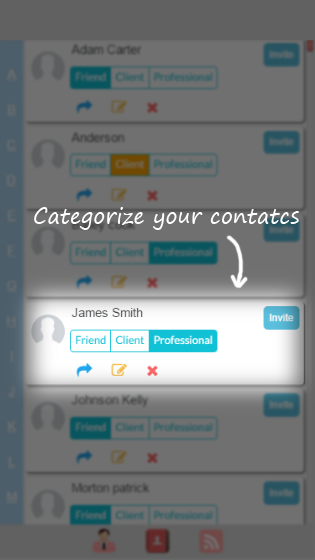 Adam Carter
Invite
Friend Client Professional
A
B
Anderson
Invite
C
Friend Client Professional
D
E
Categorize your contatcs
Invite
F
Friend Client Professional
G
James Smith
H
Invite
Friend Client Professional
I
J
Johnson Kelly
Invite
K
Friend Client Professional
L
Morton patrick
Invite
M
Friend Client Professional